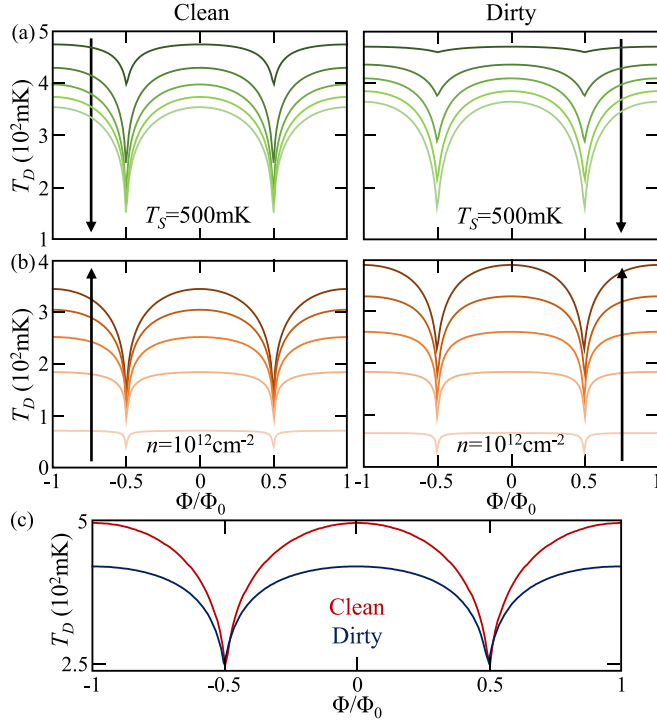 Clean Dirty
(a)
5
4
3
2
1
T_D (10²mK)
T_S=500mK
T_S=500mK
(b)
4
3
2
1
0
T_D (10²mK)
n=10¹²cm⁻²
n=10¹²cm⁻²
-1 -0.5 0 0.5 1
-1 -0.5 0 0.5 1
Φ/Φ₀
Φ/Φ₀
(c)
5
2.5
T_D (10²mK)
Clean
Dirty
-1 -0.5 0 0.5 1
Φ/Φ₀